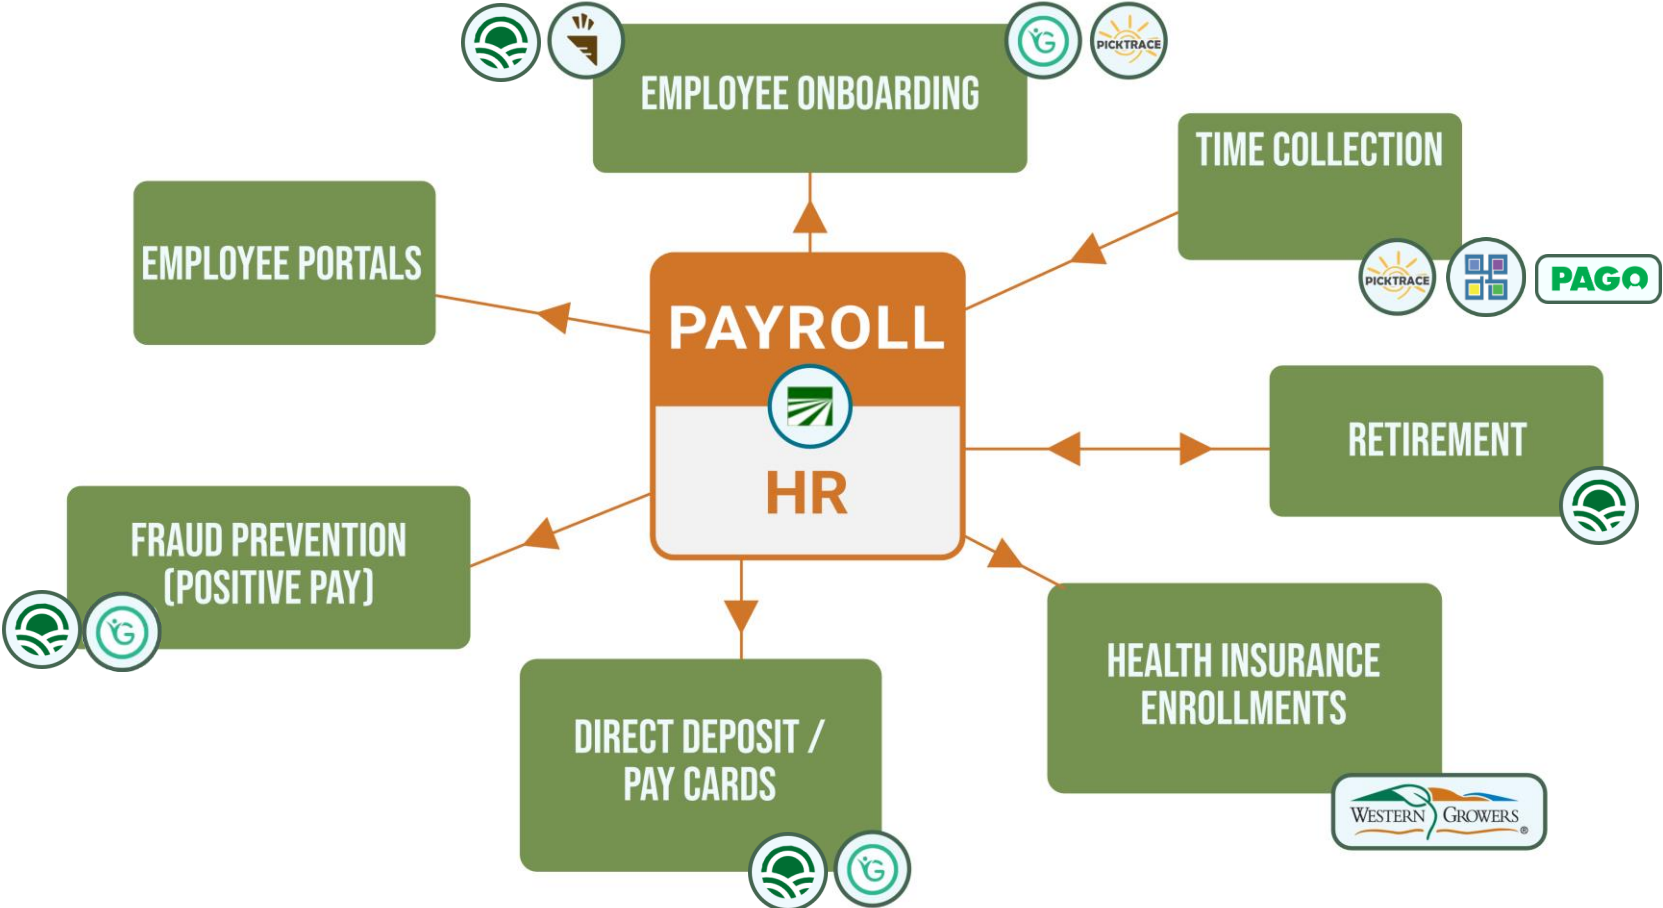 PICKTRACE
EMPLOYEE ONBOARDING
TIME COLLECTION
PICKTRACE
PAGO
EMPLOYEE PORTALS
PAYROLL
HR
RETIREMENT
FRAUD PREVENTION
(POSITIVE PAY)
HEALTH INSURANCE
ENROLLMENTS
DIRECT DEPOSIT /
PAY CARDS
WESTERN GROWERS®
G
G
G